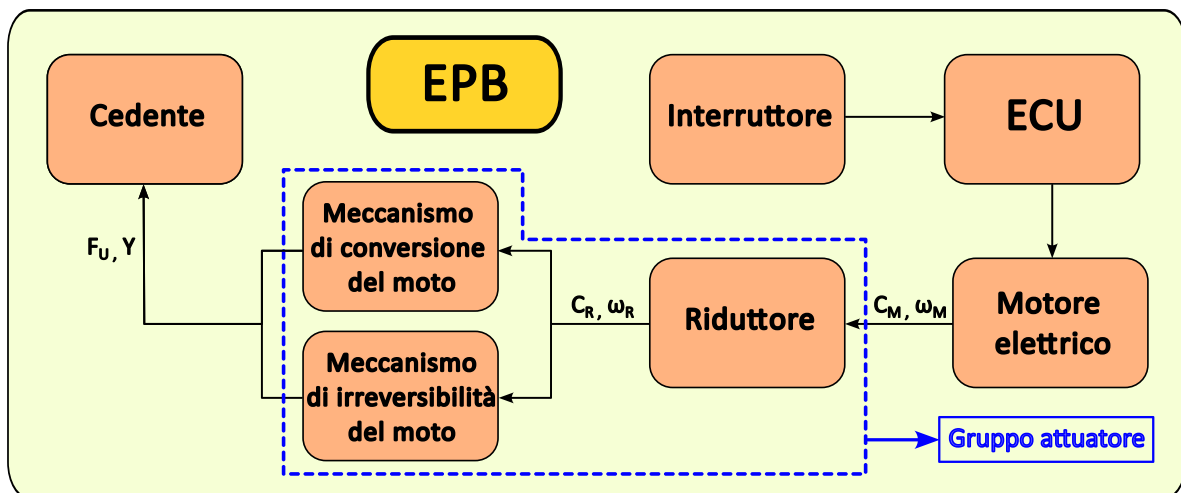 EPB
Cedente
Interruttore
ECU
Meccanismo
di conversione
del moto
F_U, Y
C_R, ω_R
Riduttore
C_M, ω_M
Motore
elettrico
Meccanismo
di irreversibilità
del moto
Gruppo attuatore